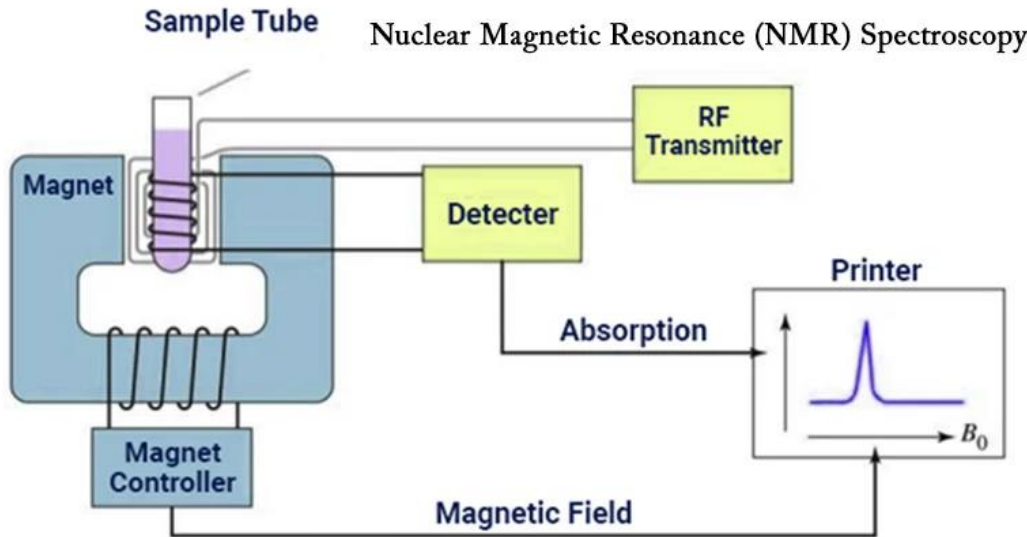 Sample Tube
Nuclear Magnetic Resonance (NMR) Spectroscopy
RF
Transmitter
Magnet
Detecter
Printer
Absorption
B₀
Magnet
Controller
Magnetic Field